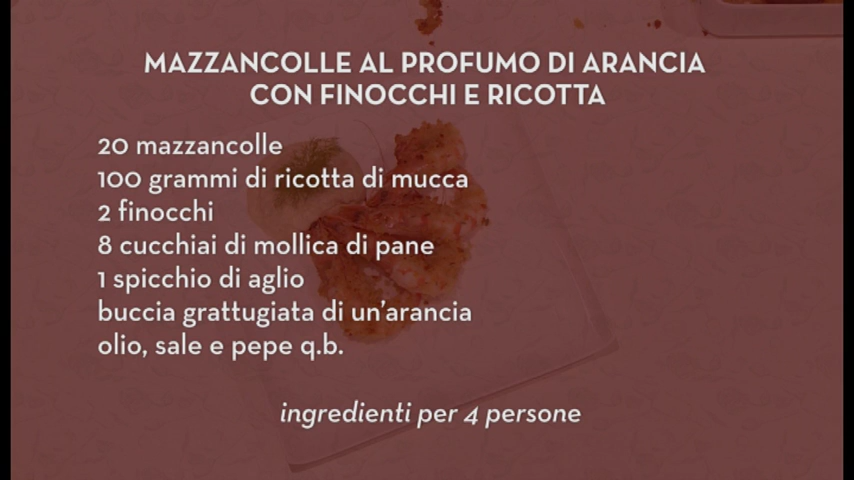 MAZZANCOLLE AL PROFUMO DI ARANCIA
CON FINOCCHI E RICOTTA
20 mazzancolle
100 grammi di ricotta di mucca
2 finocchi
8 cucchiai di mollica di pane
1 spicchio di aglio
buccia grattugiata di un'arancia
olio, sale e pepe q.b.
ingredienti per 4 persone